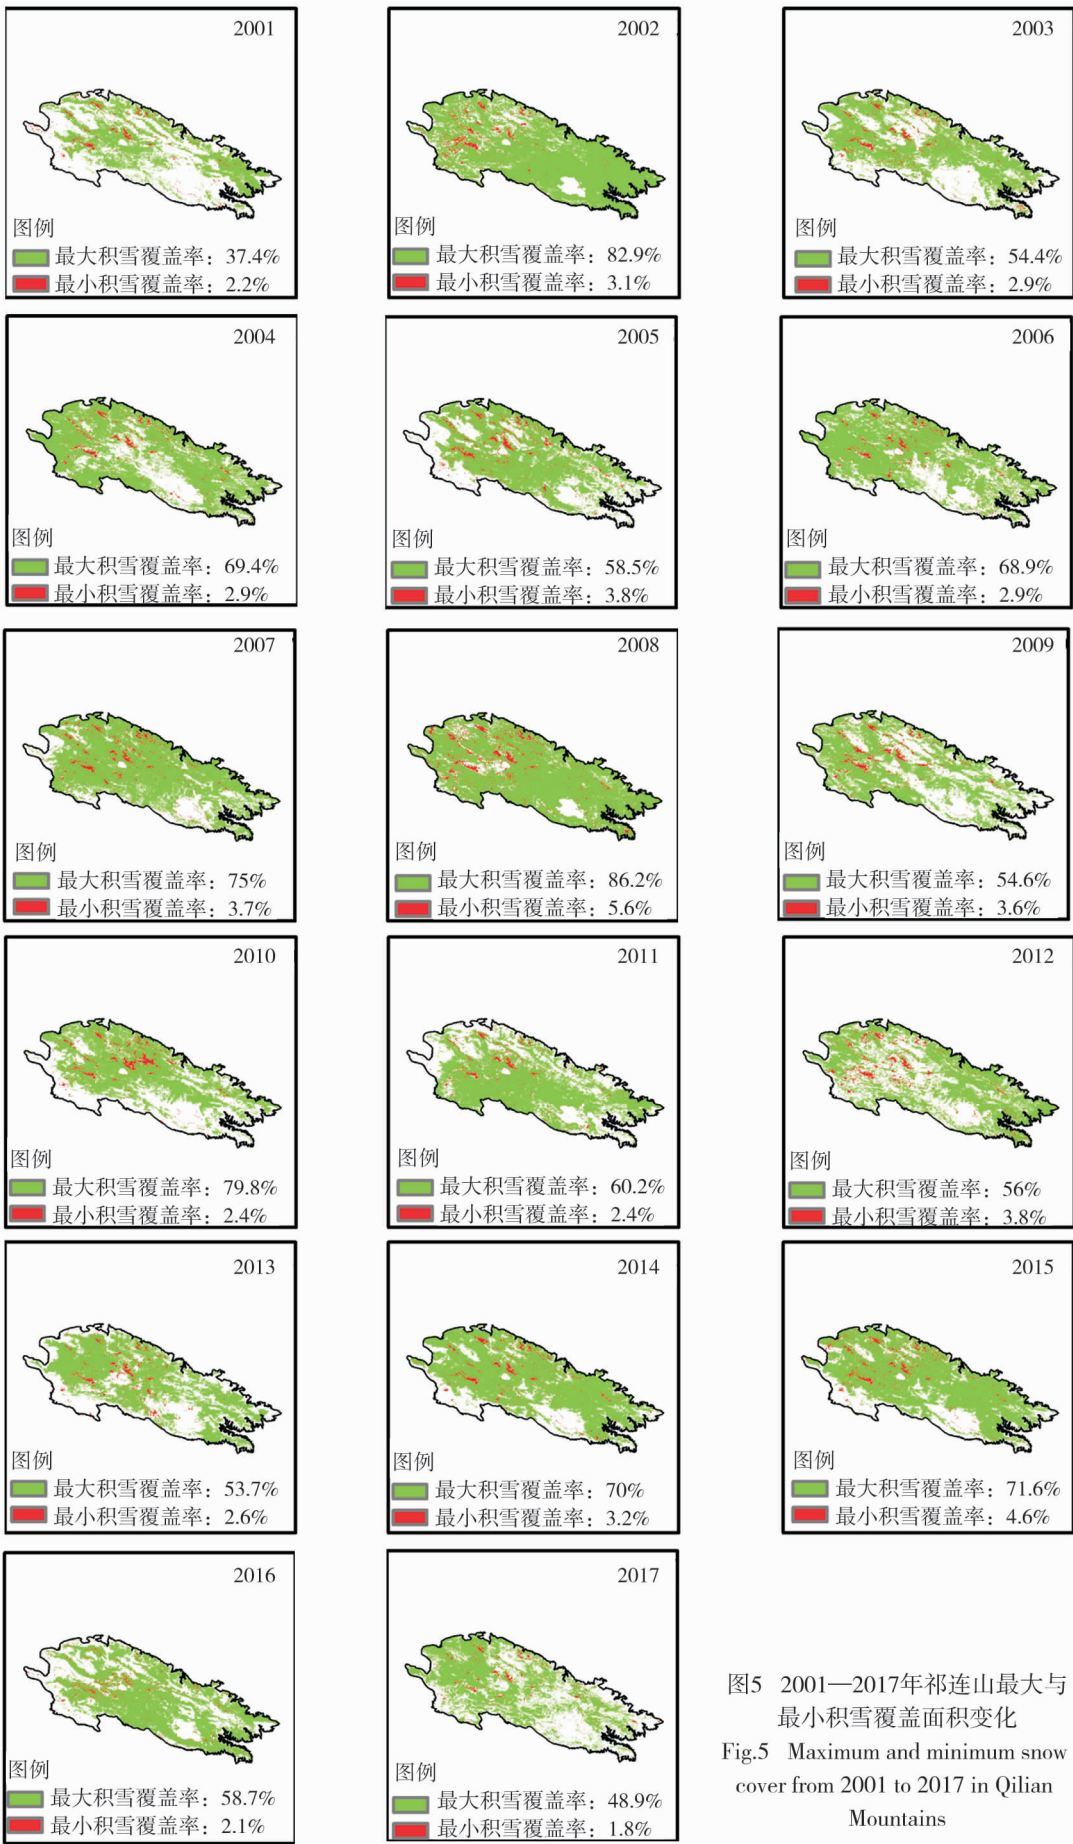 2001
图例
最大积雪覆盖率：37.4%
最小积雪覆盖率：2.2%
2002
图例
最大积雪覆盖率：82.9%
最小积雪覆盖率：3.1%
2003
图例
最大积雪覆盖率：54.4%
最小积雪覆盖率：2.9%
2004
图例
最大积雪覆盖率：69.4%
最小积雪覆盖率：2.9%
2005
图例
最大积雪覆盖率：58.5%
最小积雪覆盖率：3.8%
2006
图例
最大积雪覆盖率：68.9%
最小积雪覆盖率：2.9%
2007
图例
最大积雪覆盖率：75%
最小积雪覆盖率：3.7%
2008
图例
最大积雪覆盖率：86.2%
最小积雪覆盖率：5.6%
2009
图例
最大积雪覆盖率：54.6%
最小积雪覆盖率：3.6%
2010
图例
最大积雪覆盖率：79.8%
最小积雪覆盖率：2.4%
2011
图例
最大积雪覆盖率：60.2%
最小积雪覆盖率：2.4%
2012
图例
最大积雪覆盖率：56%
最小积雪覆盖率：3.8%
2013
图例
最大积雪覆盖率：53.7%
最小积雪覆盖率：2.6%
2014
图例
最大积雪覆盖率：70%
最小积雪覆盖率：3.2%
2015
图例
最大积雪覆盖率：71.6%
最小积雪覆盖率：4.6%
2016
图例
最大积雪覆盖率：58.7%
最小积雪覆盖率：2.1%
2017
图例
最大积雪覆盖率：48.9%
最小积雪覆盖率：1.8%
图5 2001—2017年祁连山最大与
最小积雪覆盖面积变化
Fig.5 Maximum and minimum snow
cover from 2001 to 2017 in Qilian
Mountains